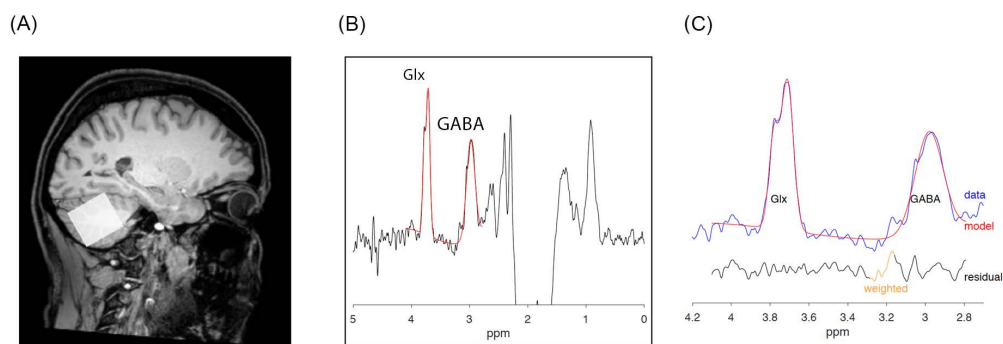 (A)
(B)
(C)
Glx
GABA
5 4 3 2 1 0
ppm
Glx
GABA
data
model
residual
weighted
4.2 4 3.8 3.6 3.4 3.2 3 2.8
ppm